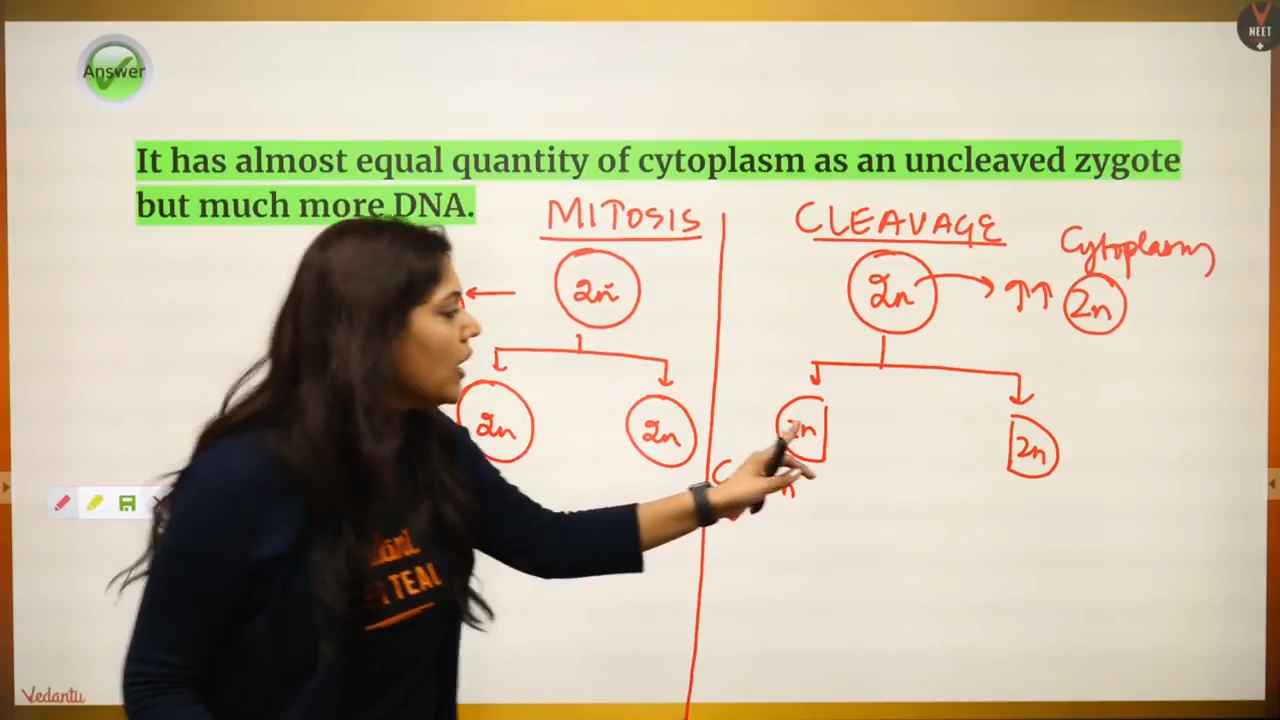 NEET
+
Answer
It has almost equal quantity of cytoplasm as an uncleaved zygote
but much more DNA.
MITOSIS
CLEAVAGE
Cytoplasm
2n
2n
↑↑ 2n
2n
2n
2n
2n
TEAL
Vedantu